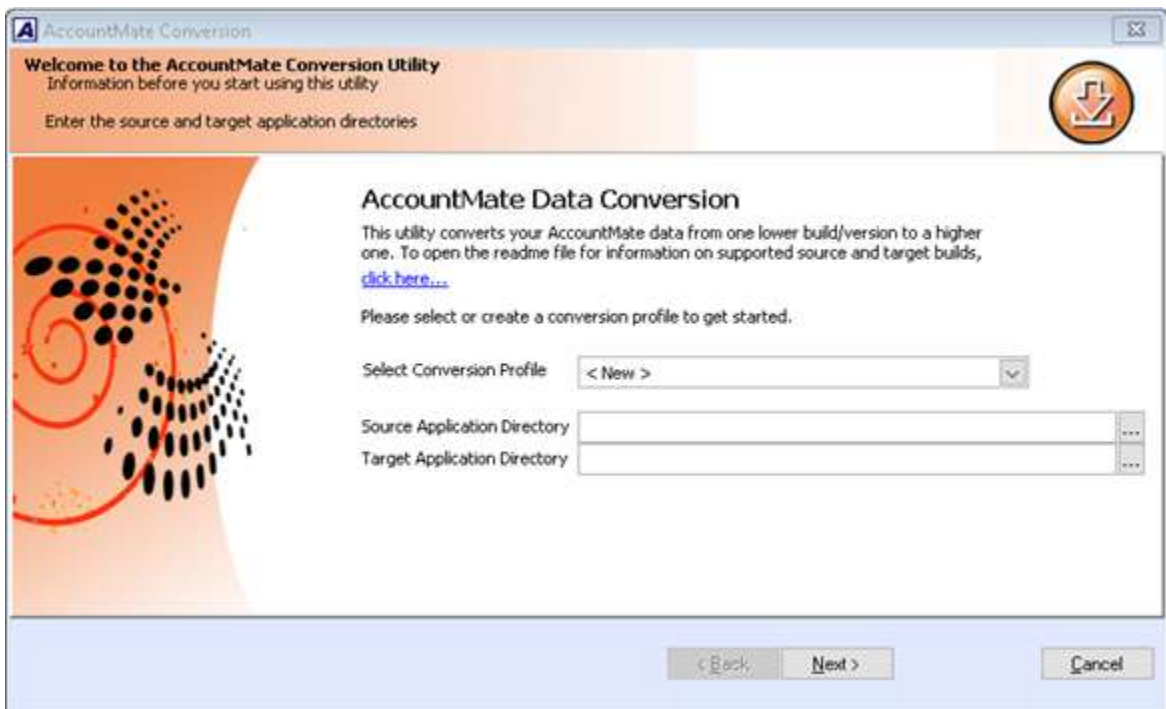 AccountMate Conversion
Welcome to the AccountMate Conversion Utility
Information before you start using this utility
Enter the source and target application directories
AccountMate Data Conversion
This utility converts your AccountMate data from one lower build/version to a higher
one. To open the readme file for information on supported source and target builds,
click here...
Please select or create a conversion profile to get started.
Select Conversion Profile < New >
Source Application Directory ...
Target Application Directory ...
< Back Next > Cancel